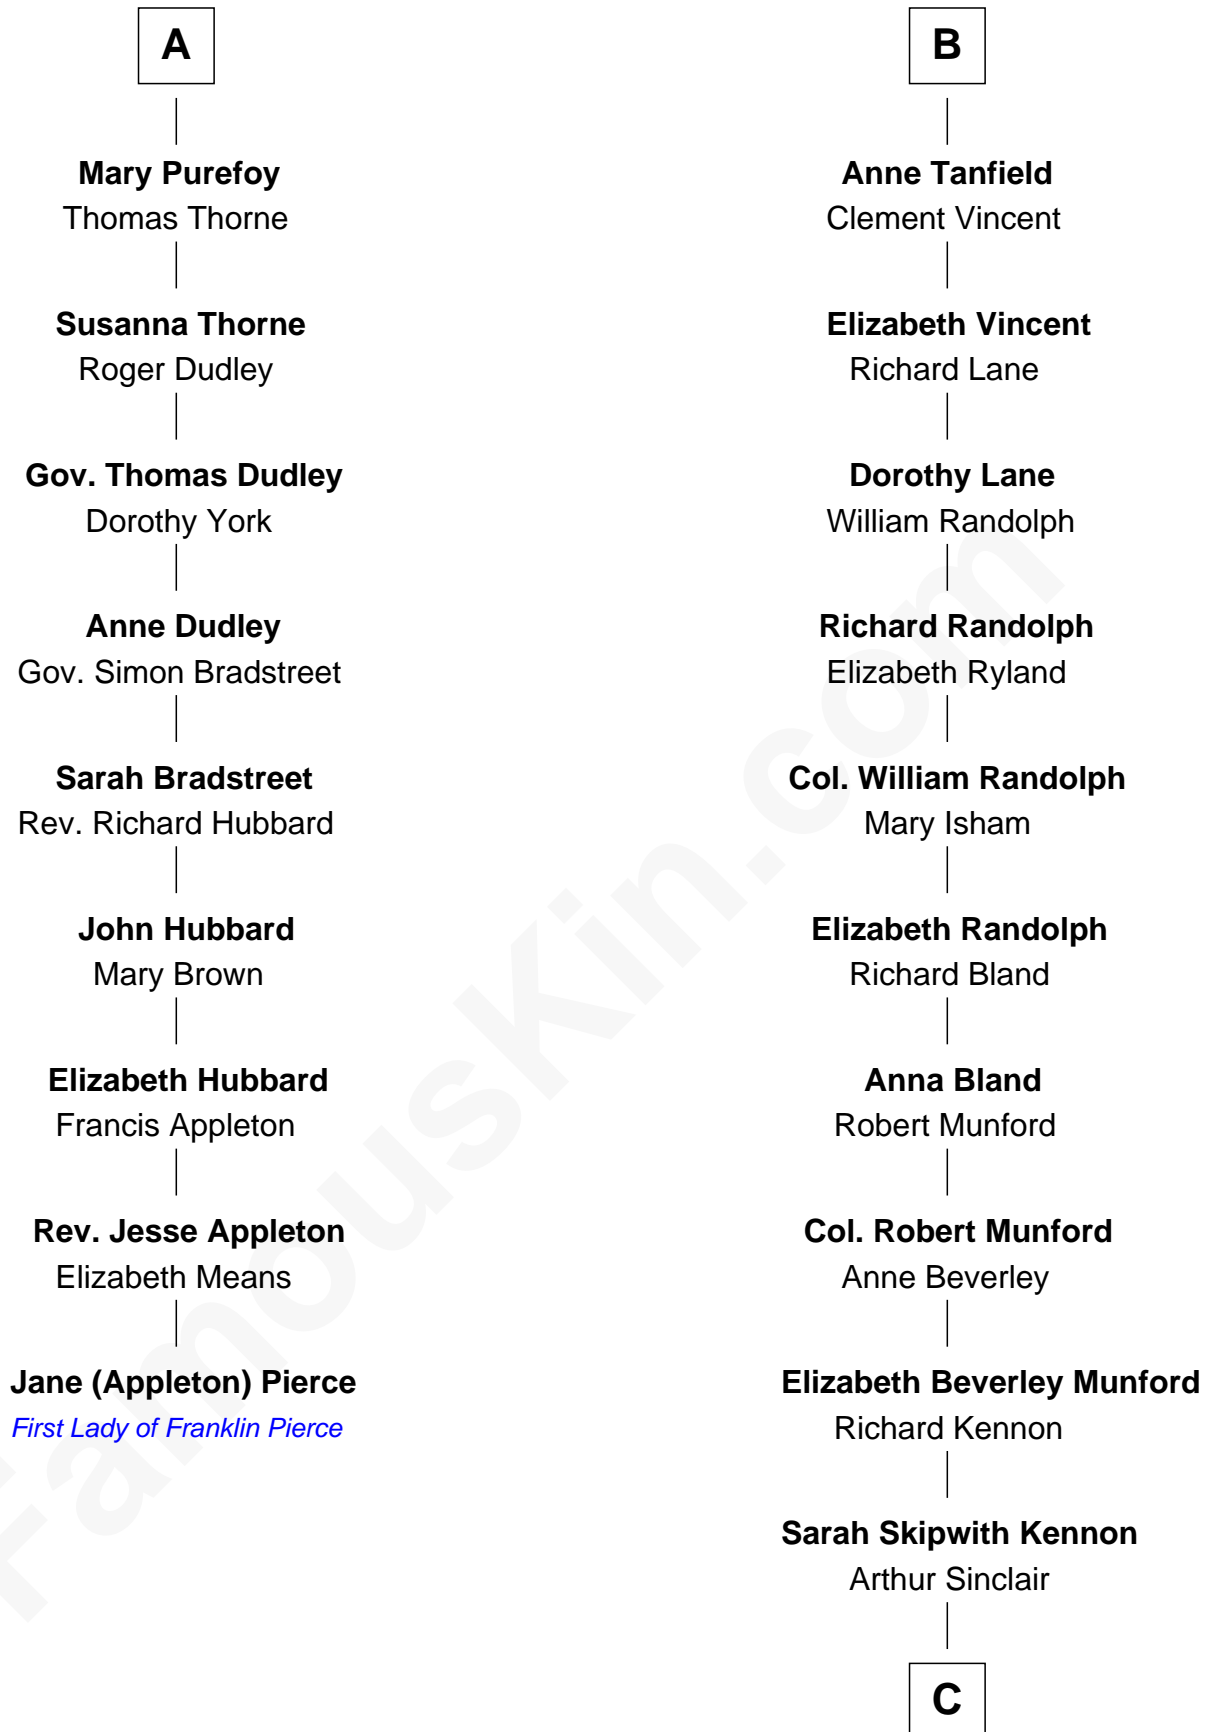 A
Mary Purefoy
Thomas Thorne
Susanna Thorne
Roger Dudley
Gov. Thomas Dudley
Dorothy York
Anne Dudley
Gov. Simon Bradstreet
Sarah Bradstreet
Rev. Richard Hubbard
John Hubbard
Mary Brown
Elizabeth Hubbard
Francis Appleton
Rev. Jesse Appleton
Elizabeth Means
Jane (Appleton) Pierce
First Lady of Franklin Pierce
B
Anne Tanfield
Clement Vincent
Elizabeth Vincent
Richard Lane
Dorothy Lane
William Randolph
Richard Randolph
Elizabeth Ryland
Col. William Randolph
Mary Isham
Elizabeth Randolph
Richard Bland
Anna Bland
Robert Munford
Col. Robert Munford
Anne Beverley
Elizabeth Beverley Munford
Richard Kennon
Sarah Skipwith Kennon
Arthur Sinclair
C
FamousKin.com